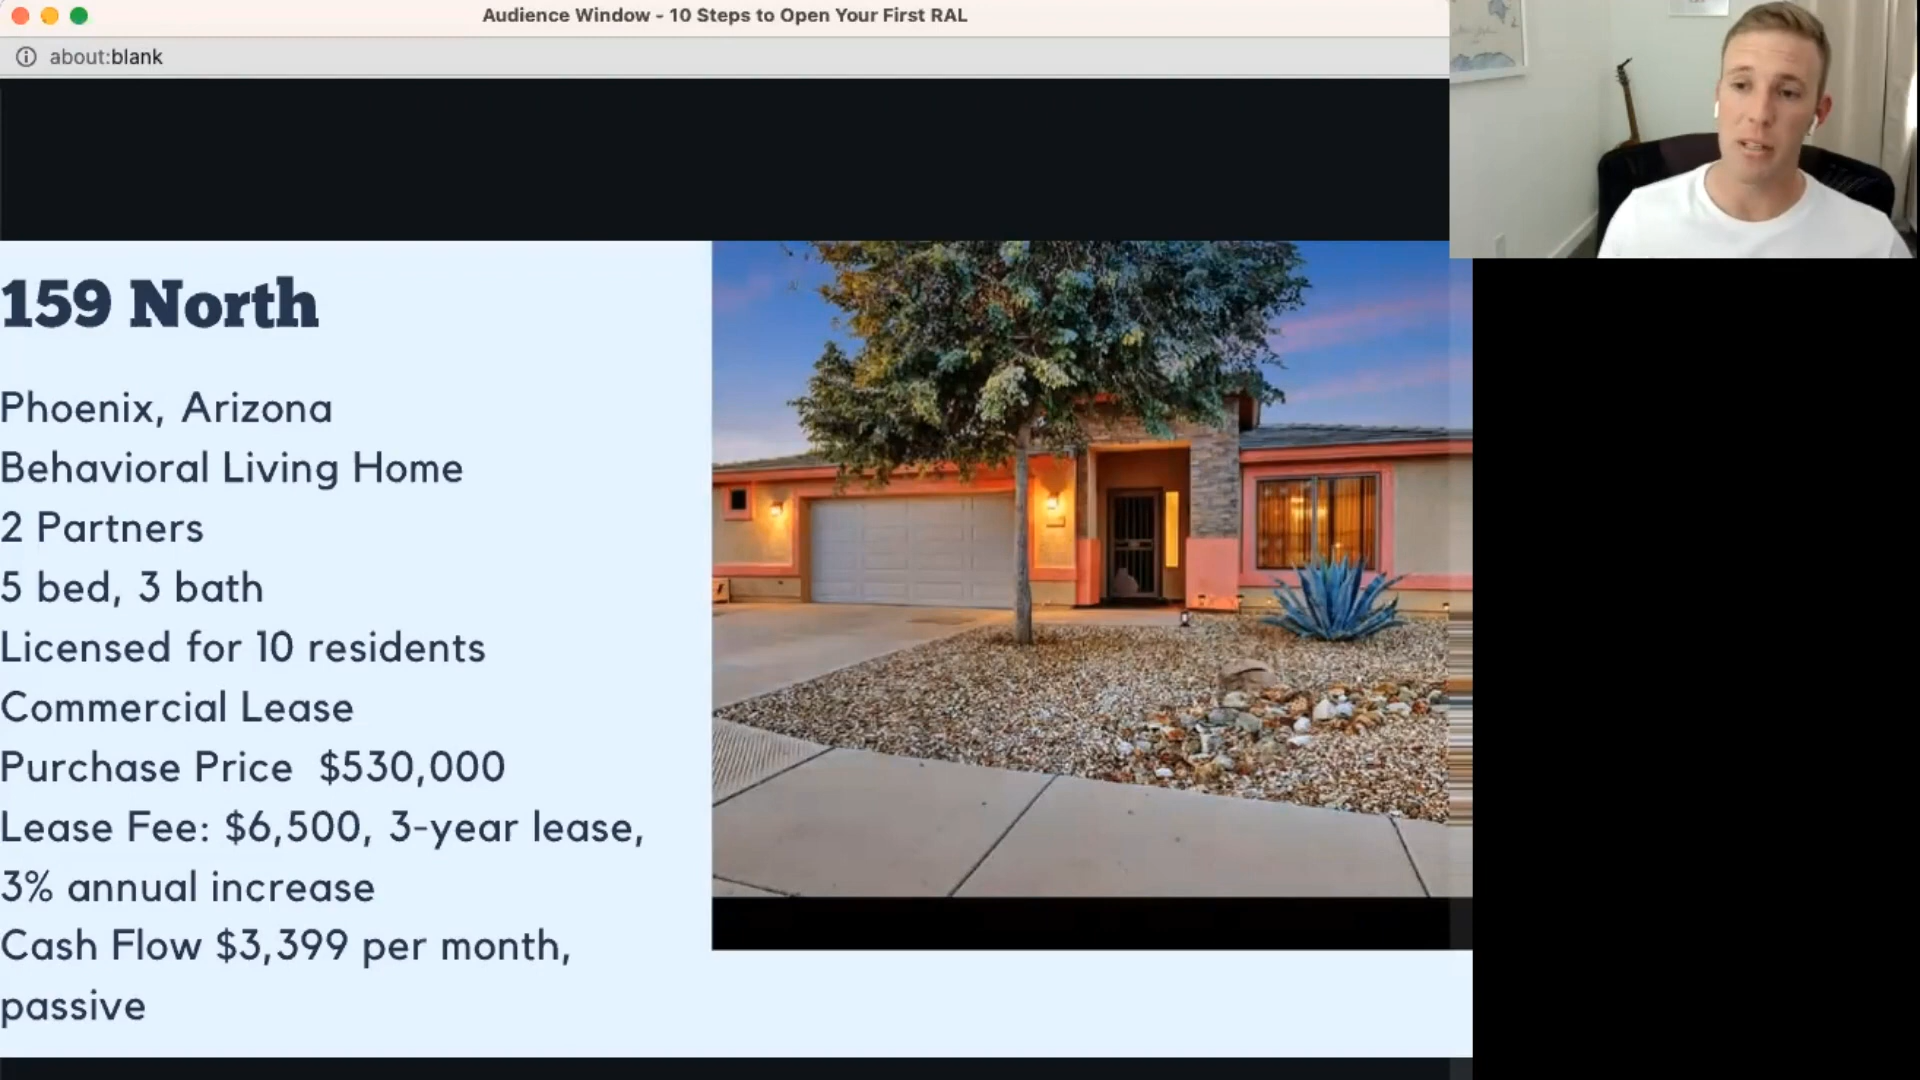 Audience Window - 10 Steps to Open Your First RAL
about:blank
159 North
Phoenix, Arizona
Behavioral Living Home
2 Partners
5 bed, 3 bath
Licensed for 10 residents
Commercial Lease
Purchase Price $530,000
Lease Fee: $6,500, 3-year lease,
3% annual increase
Cash Flow $3,399 per month,
passive